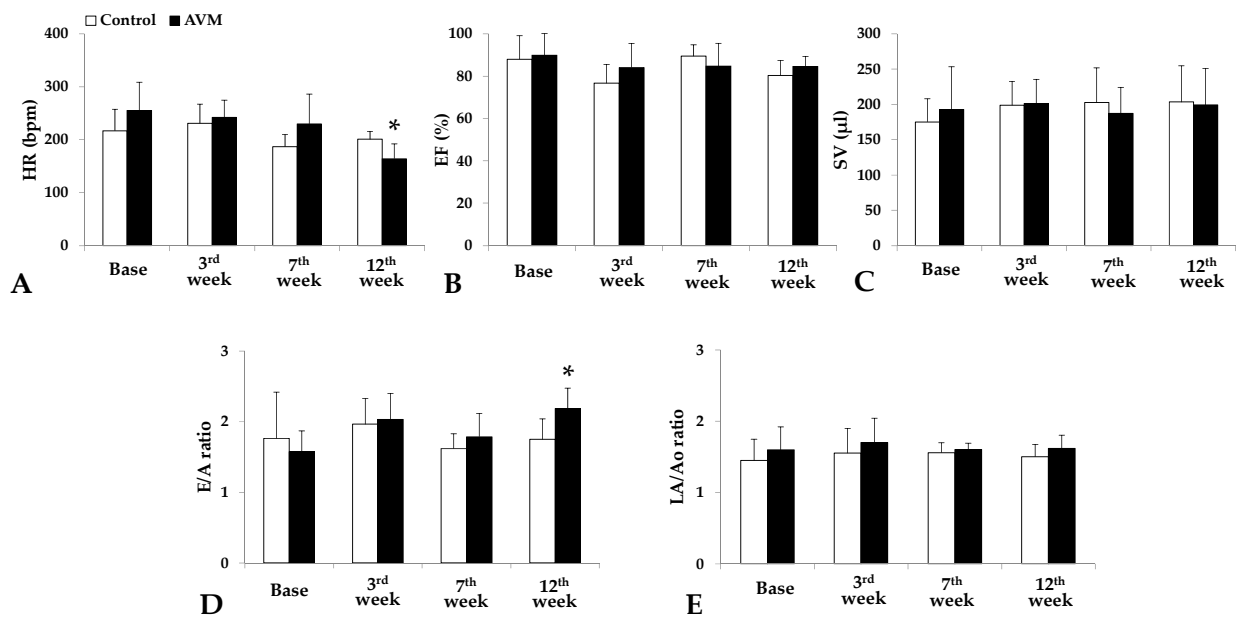 Control AVM
HR (bpm)
300
200
100
0
400
*
Base 3rd week 7th week 12th week
A
EF (%)
100
80
60
40
20
0
Base 3rd week 7th week 12th week
B
SV (µl)
300
250
200
150
100
50
0
Base 3rd week 7th week 12th week
C
E/A ratio
3
2
1
0
*
Base 3rd week 7th week 12th week
D
LA/Ao ratio
3
2
1
0
Base 3rd week 7th week 12th week
E